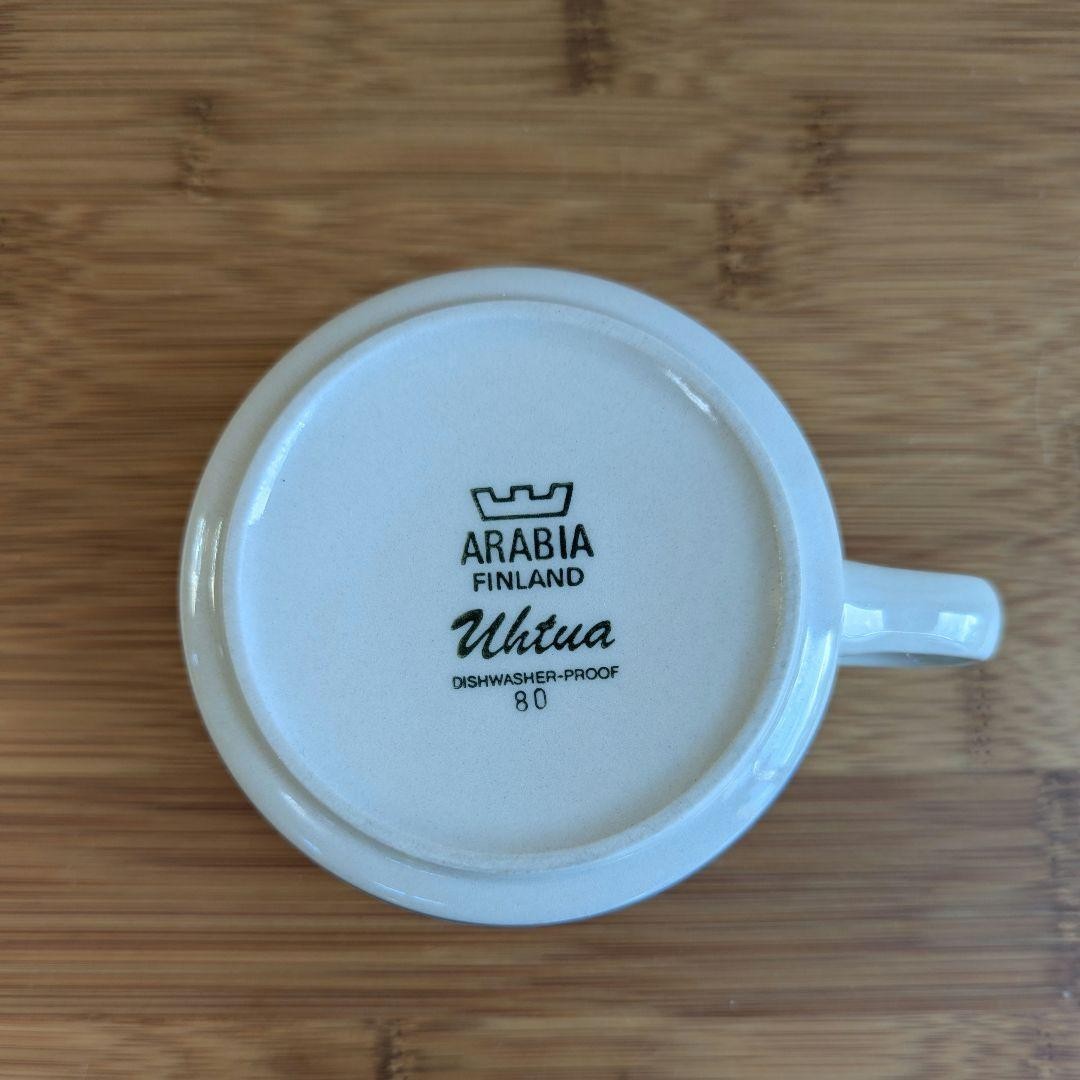 ARABIA
FINLAND
Uhtua
DISHWASHER-PROOF
80